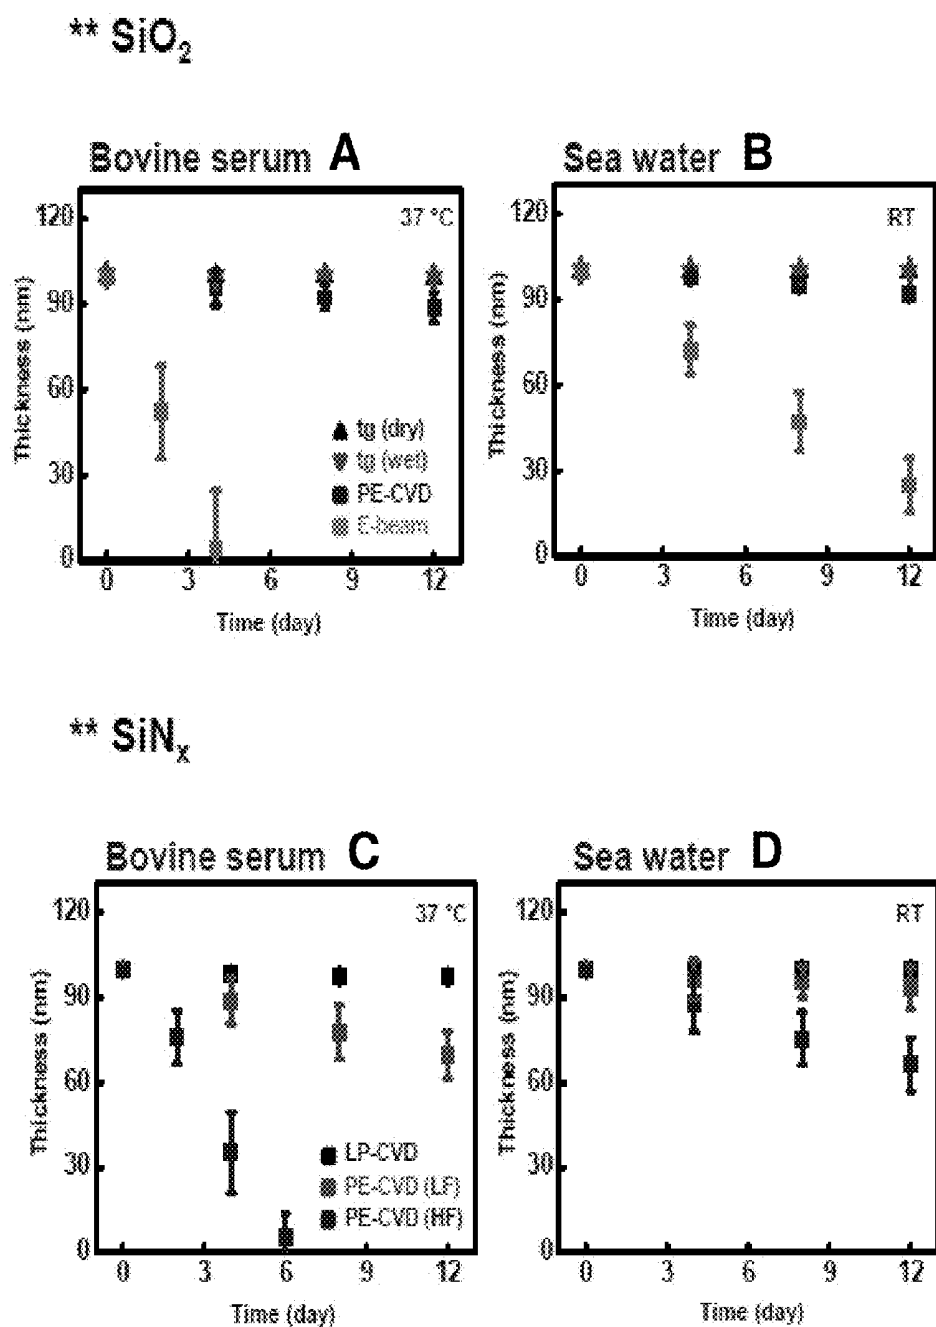 ** SiO₂
Bovine serum A
37 °C
Thickness (nm)
120
90
60
30
0
tg (dry)
tg (wet)
PE-CVD
E-beam
0 3 6 9 12
Time (day)
Sea water B
RT
Thickness (nm)
120
90
60
30
0
0 3 6 9 12
Time (day)
** SiNₓ
Bovine serum C
37 °C
Thickness (nm)
120
90
60
30
0
LP-CVD
PE-CVD (LF)
PE-CVD (HF)
0 3 6 9 12
Time (day)
Sea water D
RT
Thickness (nm)
120
90
60
30
0
0 3 6 9 12
Time (day)